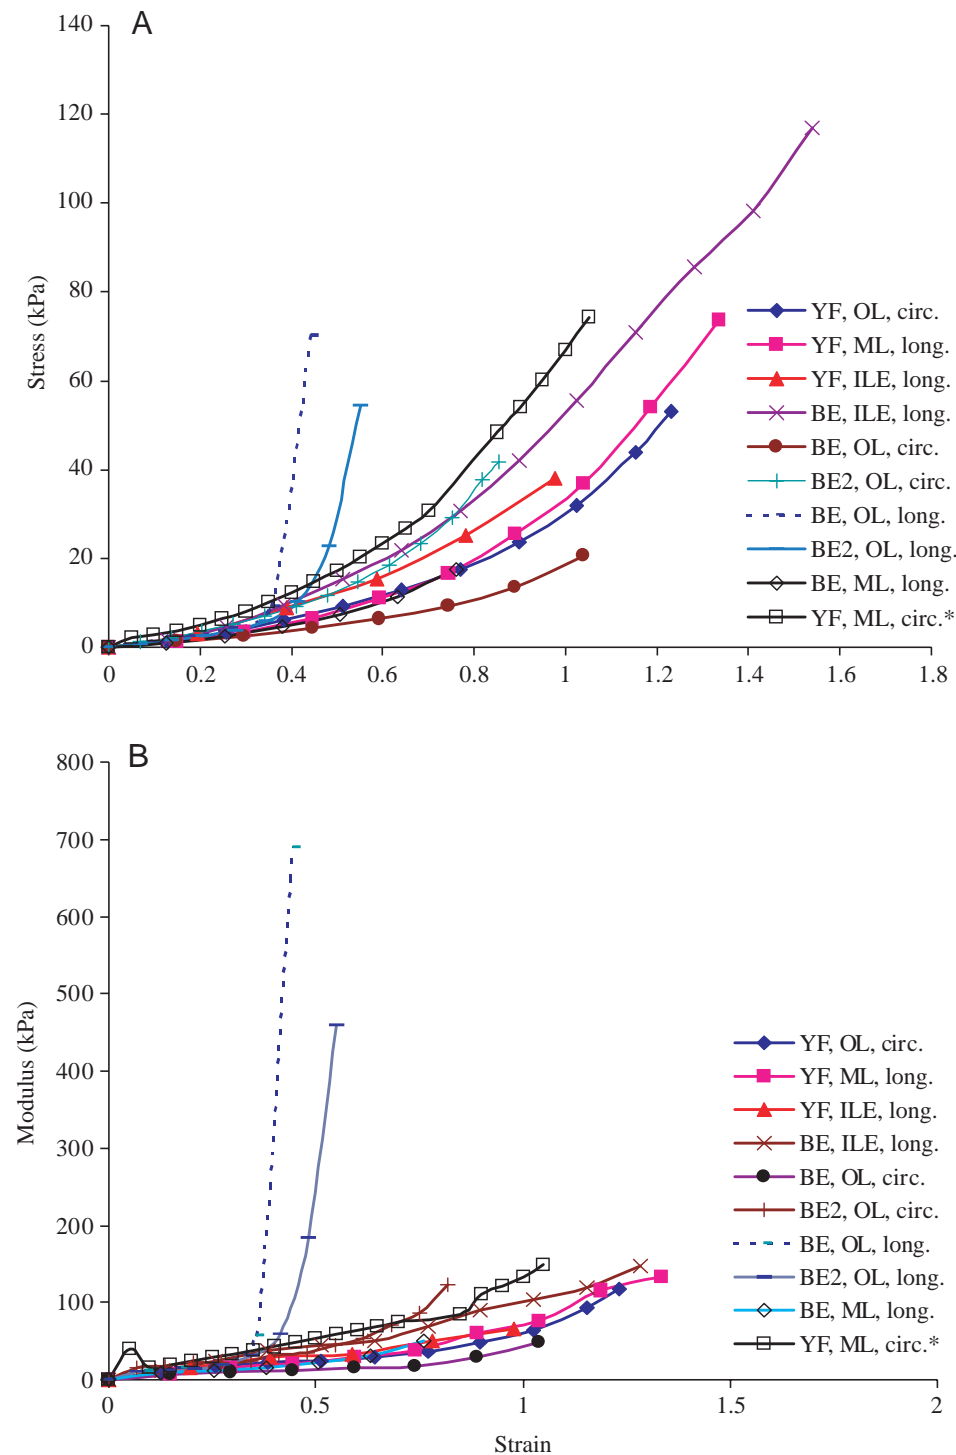 A
140
120
100
80
60
40
20
0
Stress (kPa)
0 0.2 0.4 0.6 0.8 1 1.2 1.4 1.6 1.8
YF, OL, circ.
YF, ML, long.
YF, ILE, long.
BE, ILE, long.
BE, OL, circ.
BE2, OL, circ.
BE, OL, long.
BE2, OL, long.
BE, ML, long.
YF, ML, circ.*
B
800
700
600
500
400
300
200
100
0
Modulus (kPa)
0 0.5 1 1.5 2
Strain
YF, OL, circ.
YF, ML, long.
YF, ILE, long.
BE, ILE, long.
BE, OL, circ.
BE2, OL, circ.
BE, OL, long.
BE2, OL, long.
BE, ML, long.
YF, ML, circ.*